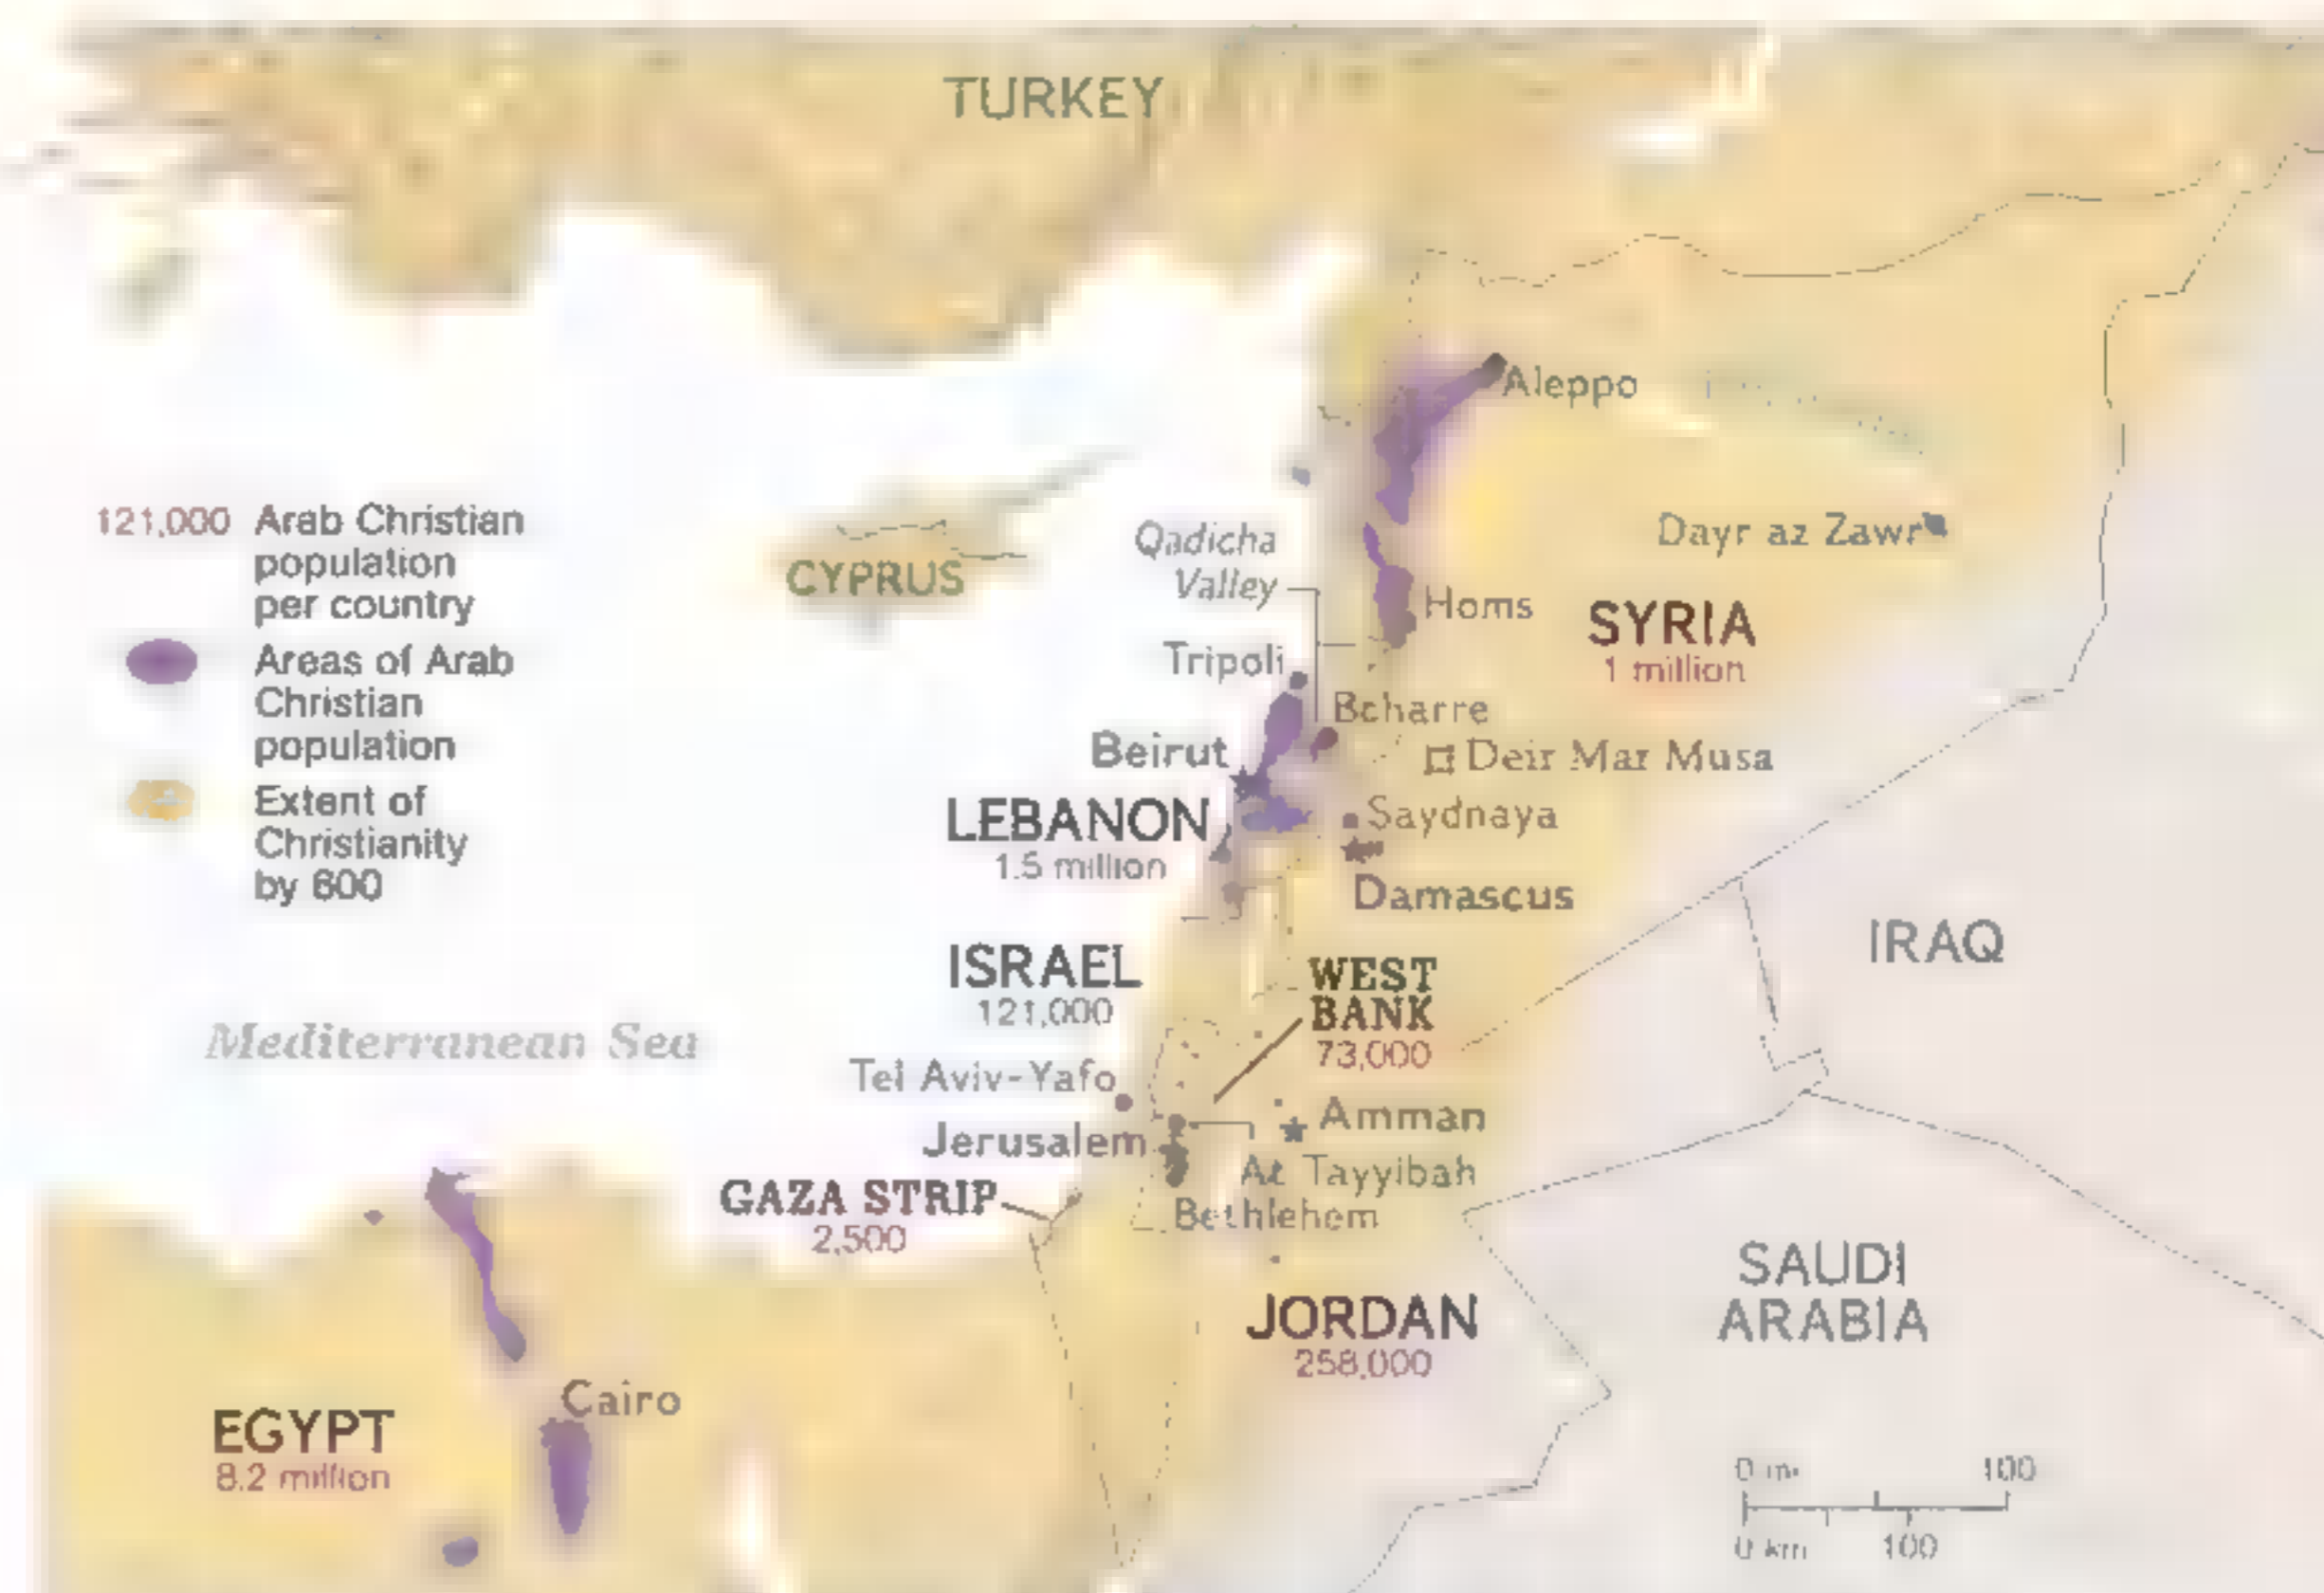 TURKEY
Aleppo
121,000 Arab Christian
population
per country
Areas of Arab
Christian
population
Extent of
Christianity
by 600
CYPRUS
Qadicha
Valley
Dayr az Zawr
Homs
SYRIA
1 million
Tripoli
Bcharre
Beirut
Deir Mar Musa
LEBANON
1.5 million
Saydnaya
Damascus
IRAQ
ISRAEL
121,000
WEST
BANK
73,000
Mediterranean Sea
Tel Aviv-Yafo
Amman
Jerusalem
At Tayyibah
GAZA STRIP
2,500
Bethlehem
SAUDI
ARABIA
JORDAN
258,000
Cairo
EGYPT
8.2 million
0 mi 100
0 km 100